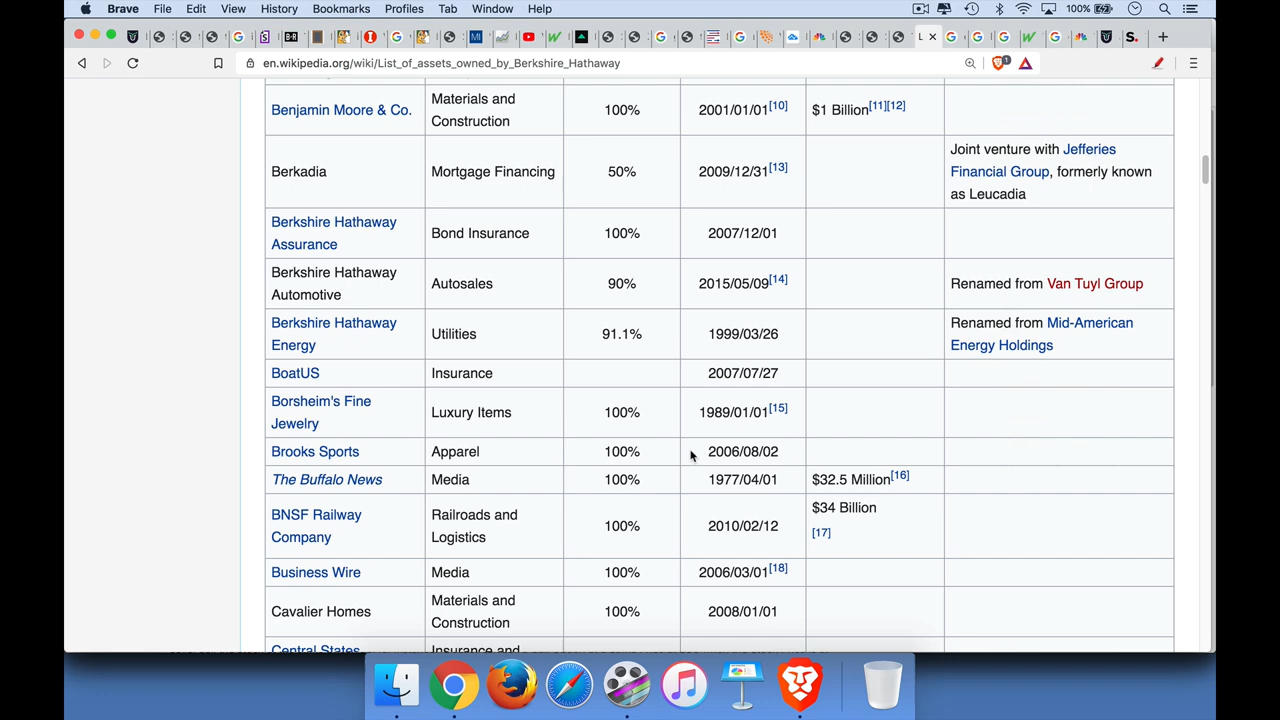 Brave File Edit View History Bookmarks Profiles Tab Window Help 100%
en.wikipedia.org/wiki/List_of_assets_owned_by_Berkshire_Hathaway
Benjamin Moore & Co.
Materials and
Construction
100%
2001/01/01[10]
$1 Billion[11][12]
Berkadia
Mortgage Financing
50%
2009/12/31[13]
Joint venture with Jefferies
Financial Group, formerly known
as Leucadia
Berkshire Hathaway
Assurance
Bond Insurance
100%
2007/12/01
Berkshire Hathaway
Automotive
Autosales
90%
2015/05/09[14]
Renamed from Van Tuyl Group
Berkshire Hathaway
Energy
Utilities
91.1%
1999/03/26
Renamed from Mid-American
Energy Holdings
BoatUS
Insurance
2007/07/27
Borsheim's Fine
Jewelry
Luxury Items
100%
1989/01/01[15]
Brooks Sports
Apparel
100%
2006/08/02
The Buffalo News
Media
100%
1977/04/01
$32.5 Million[16]
BNSF Railway
Company
Railroads and
Logistics
100%
2010/02/12
$34 Billion
[17]
Business Wire
Media
100%
2006/03/01[18]
Cavalier Homes
Materials and
Construction
100%
2008/01/01
Central States
Insurance and